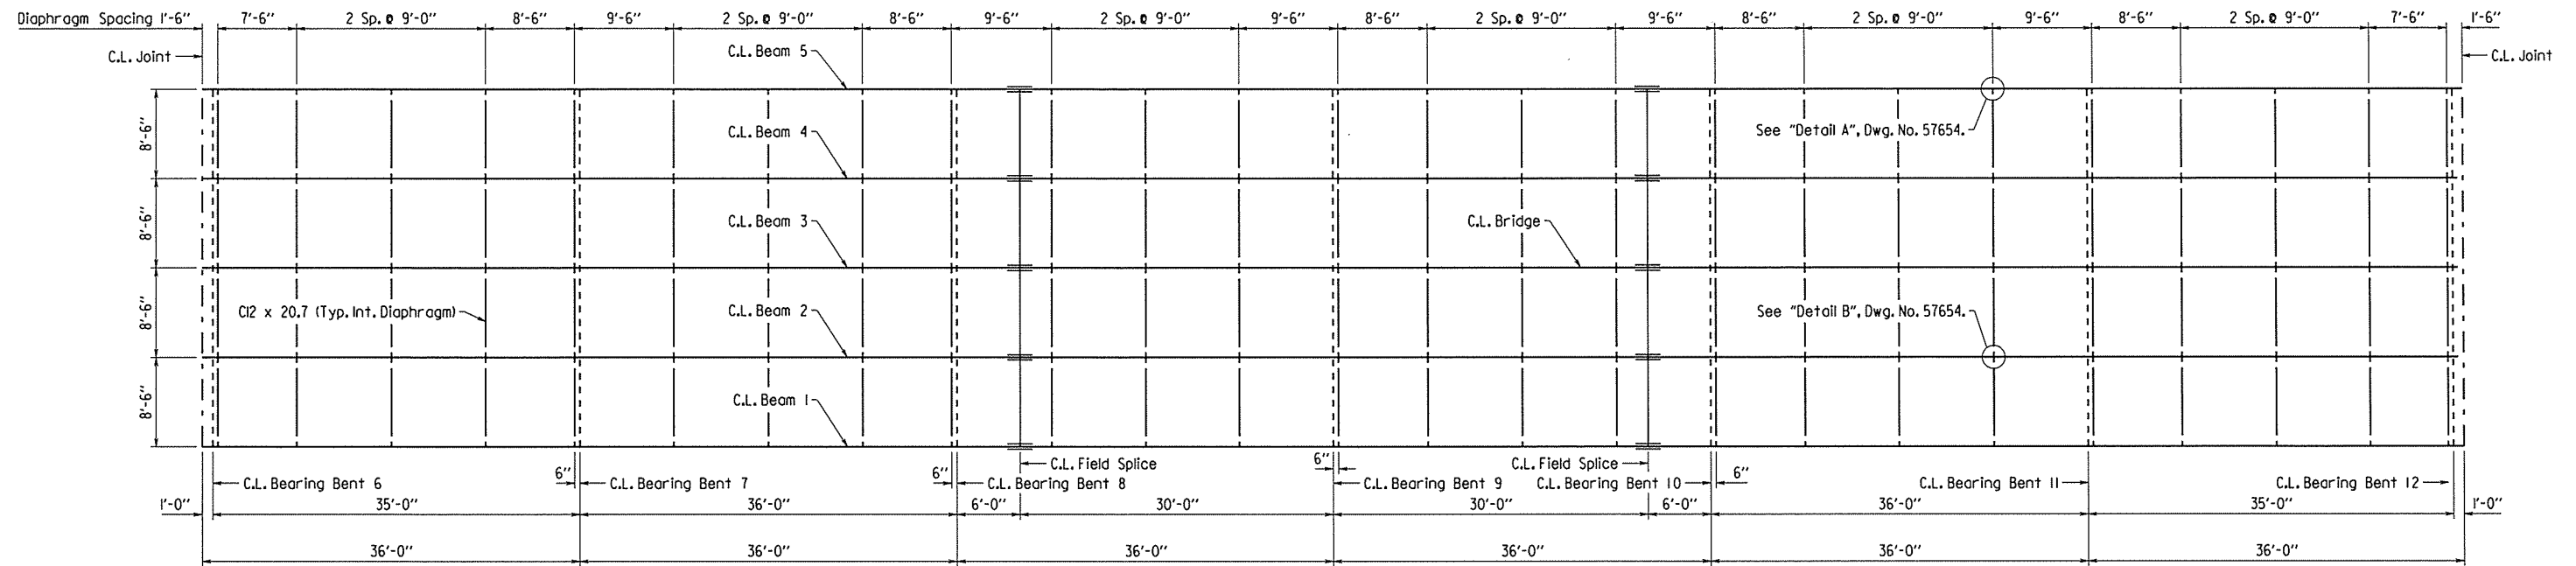 Diaphragm Spacing 1'-6" 7'-6" 2 Sp. @ 9'-0" 8'-6" 9'-6" 2 Sp. @ 9'-0" 8'-6" 9'-6" 2 Sp. @ 9'-0" 9'-6" 8'-6" 2 Sp. @ 9'-0" 9'-6" 8'-6" 2 Sp. @ 9'-0" 9'-6" 8'-6" 2 Sp. @ 9'-0" 7'-6" 1'-6"
C.L. Joint
C.L. Beam 5
C.L. Joint
8'-6"
C.L. Beam 4
See "Detail A", Dwg. No. 57654.
8'-6"
C.L. Beam 3
C.L. Bridge
8'-6"
C12 x 20.7 (Typ. Int. Diaphragm)
C.L. Beam 2
See "Detail B", Dwg. No. 57654.
8'-6"
C.L. Beam 1
6" 6" C.L. Field Splice 6" C.L. Field Splice 6"
C.L. Bearing Bent 6 C.L. Bearing Bent 7 C.L. Bearing Bent 8 C.L. Bearing Bent 9 C.L. Bearing Bent 10 C.L. Bearing Bent 11 C.L. Bearing Bent 12
1'-0" 35'-0" 36'-0" 6'-0" 30'-0" 30'-0" 6'-0" 36'-0" 35'-0" 1'-0"
36'-0" 36'-0" 36'-0" 36'-0" 36'-0" 36'-0"